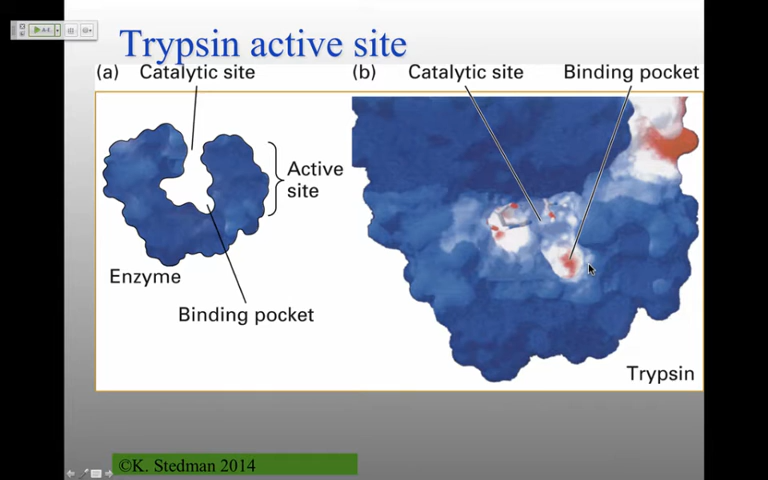 Trypsin active site
(a) Catalytic site
(b) Catalytic site Binding pocket
Active
site
Enzyme
Binding pocket
Trypsin
©K. Stedman 2014